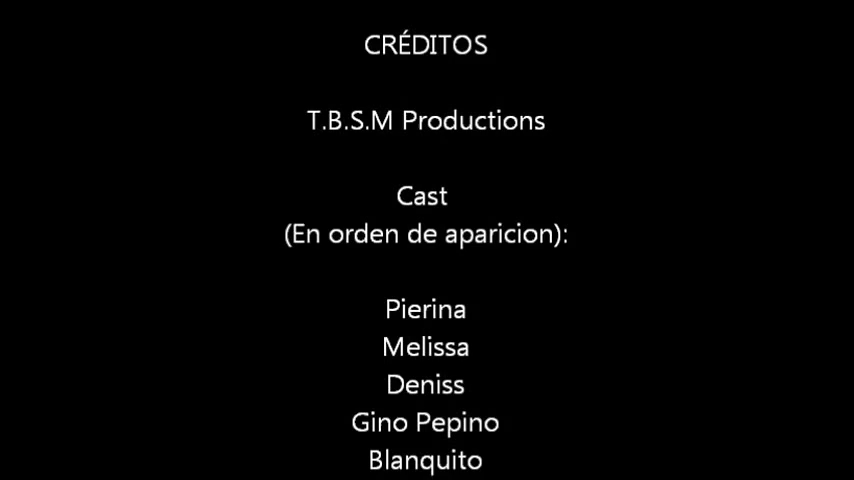 CRÉDITOS
T.B.S.M Productions
Cast
(En orden de aparicion):
Pierina
Melissa
Deniss
Gino Pepino
Blanquito